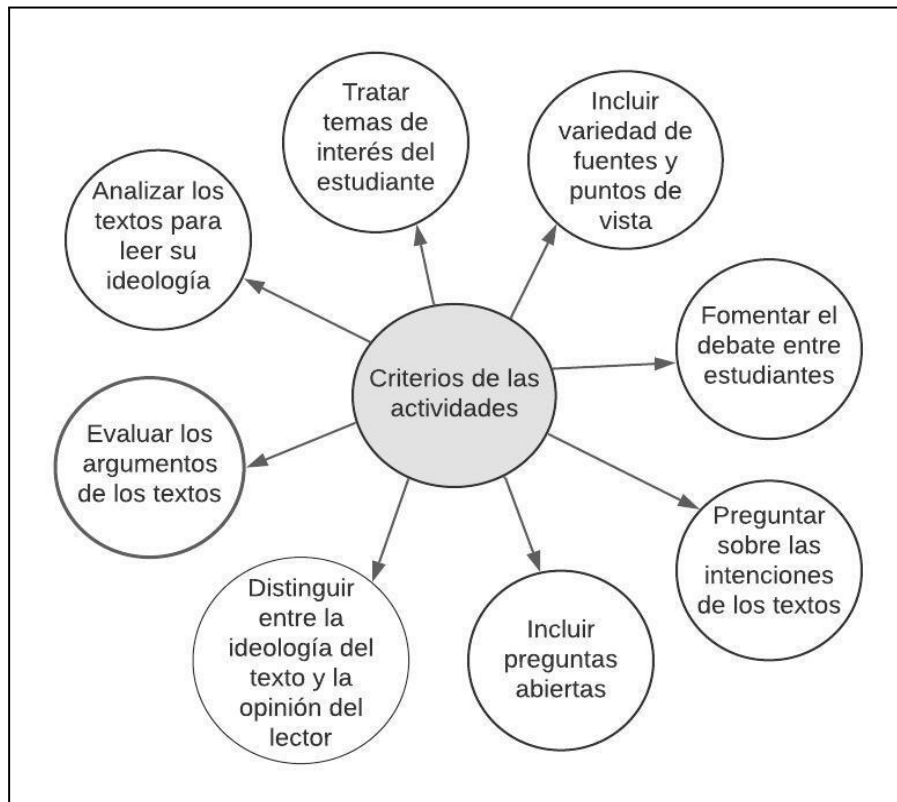 Tratar
temas de
interés del
estudiante
Incluir
variedad de
fuentes y
puntos de
vista
Analizar los
textos para
leer su
ideología
Fomentar el
debate entre
estudiantes
Criterios de las
actividades
Evaluar los
argumentos
de los textos
Preguntar
sobre las
intenciones
de los textos
Distinguir
entre la
ideología del
texto y la
opinión del
lector
Incluir
preguntas
abiertas